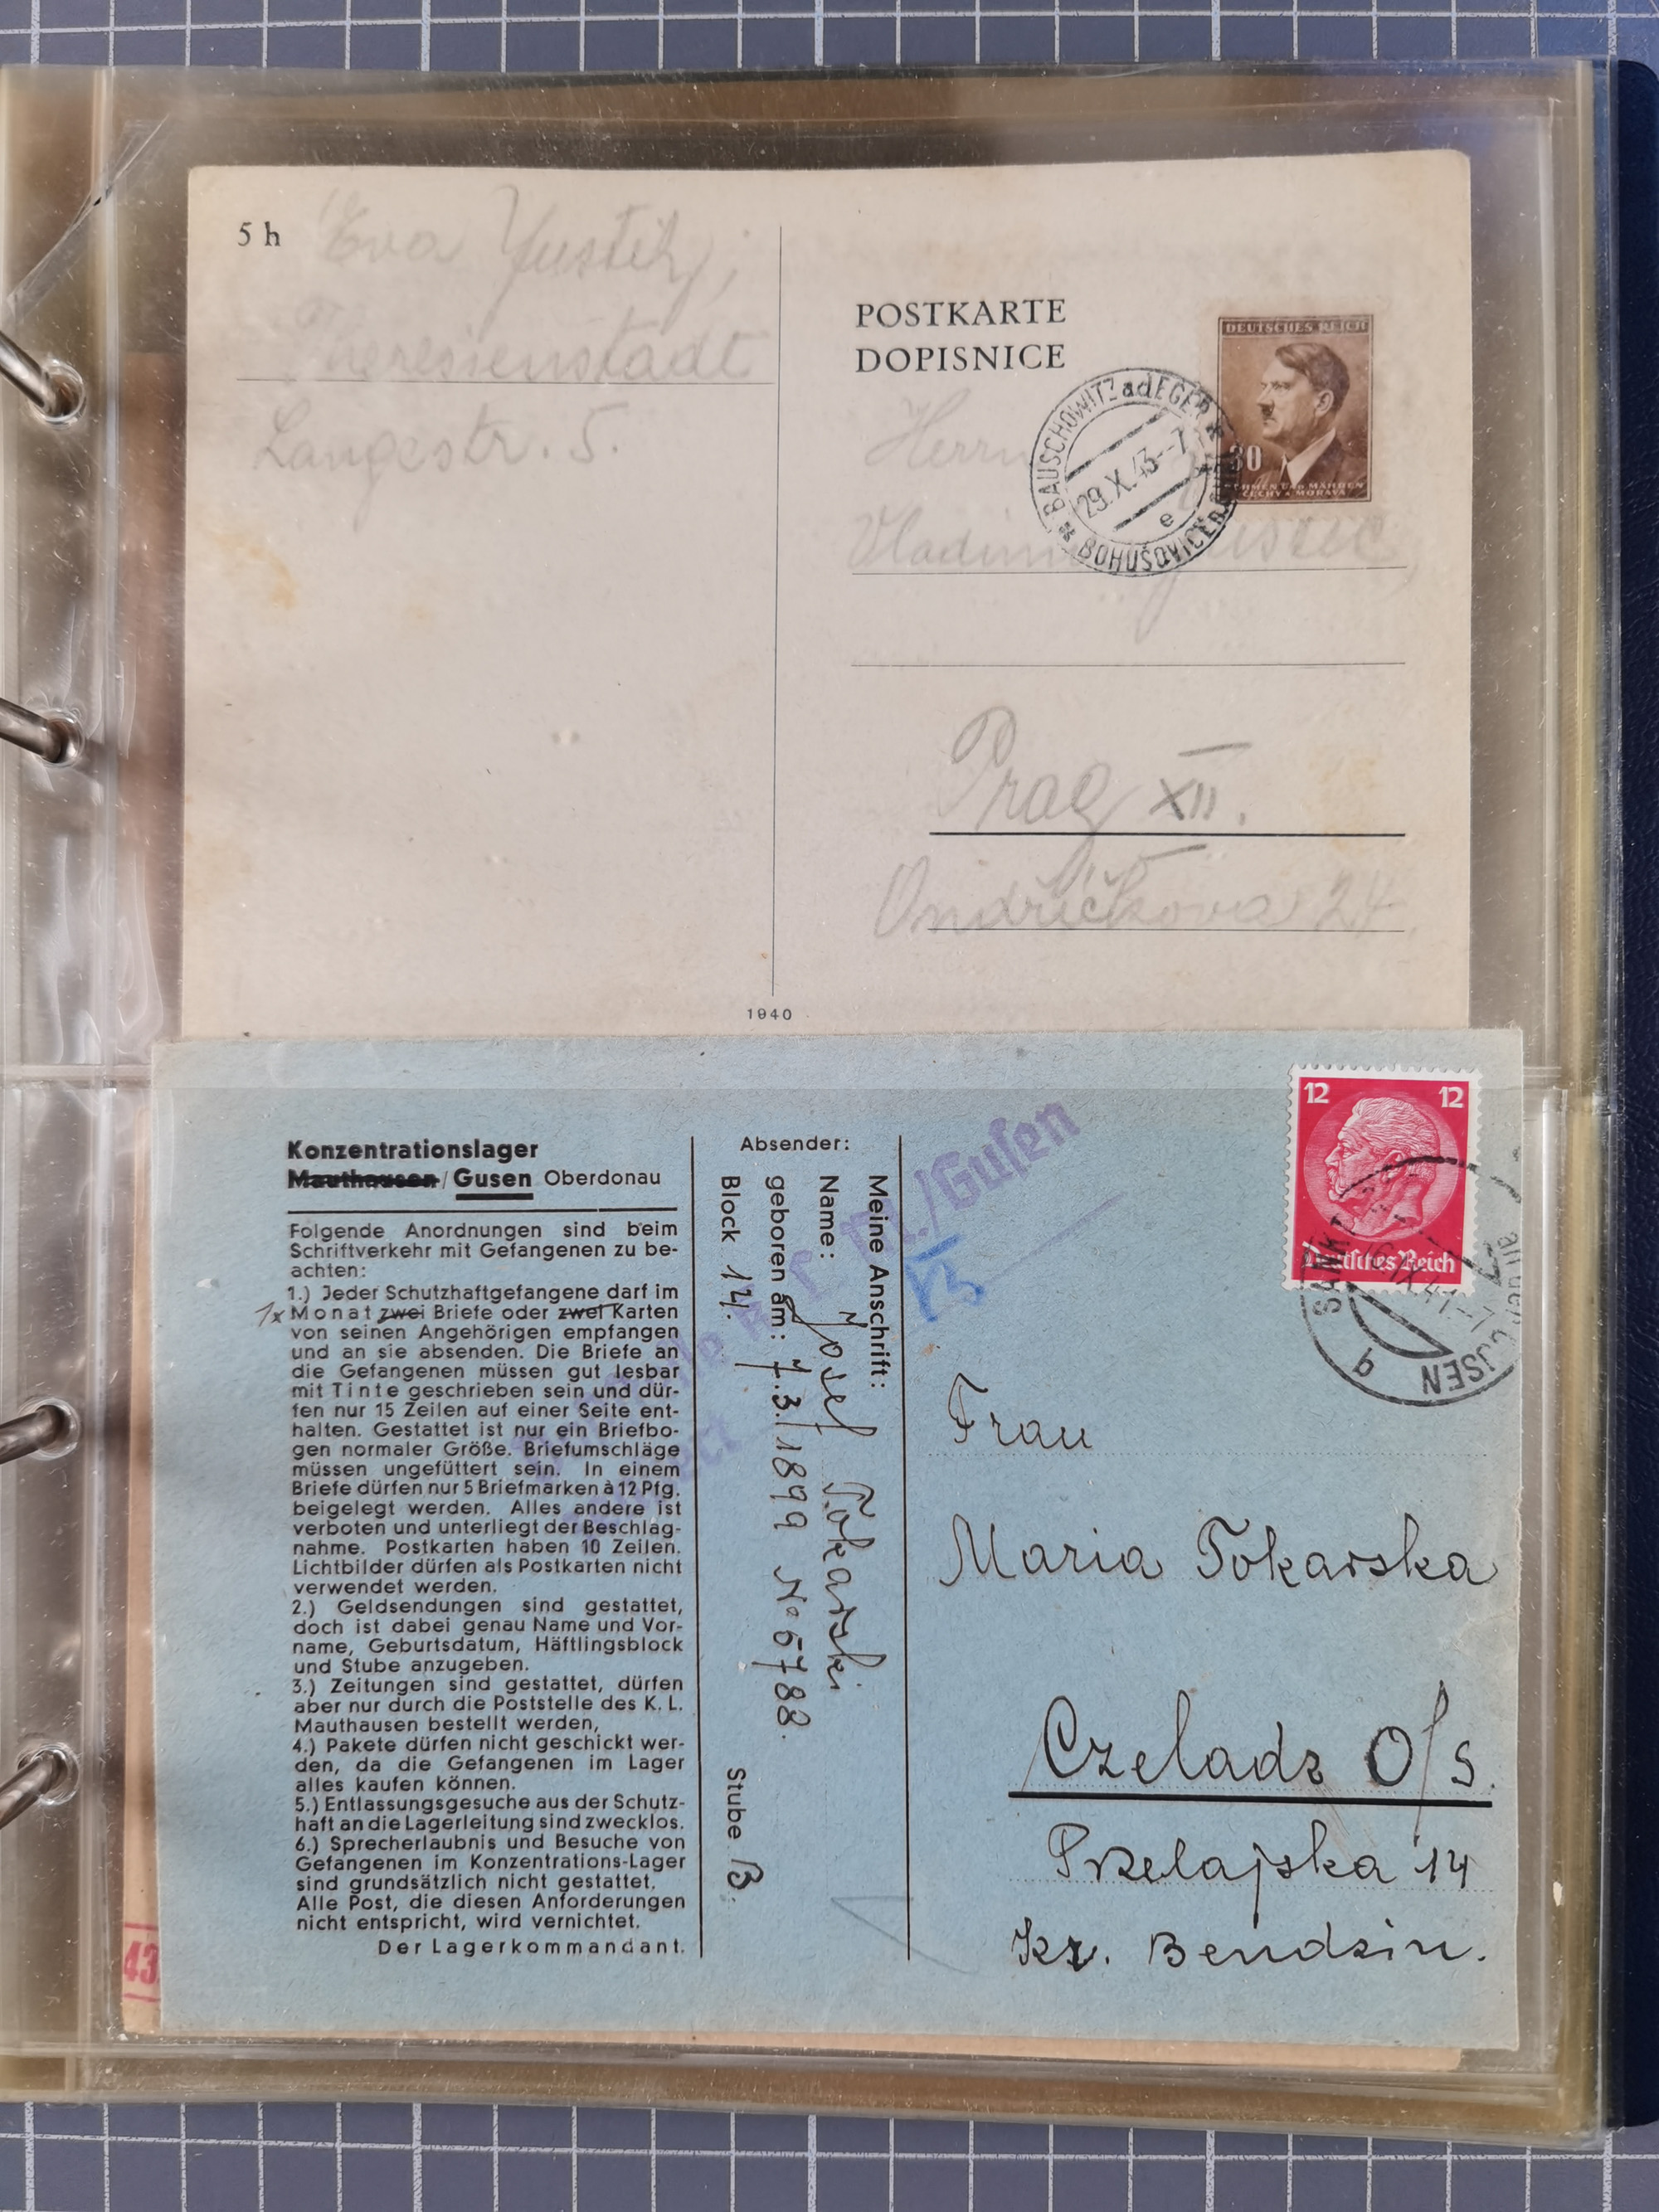 5 h
Eva Justitz,
Theresienstadt
Langestr. 5.
POSTKARTE
DOPISNICE
DEUTSCHES REICH
BAUSCHOWITZ a d EGER
29.X.43--7
e
BOHUŠOVICE
Herrn
Prag XII.
Ondříčkova 24.
1940
Konzentrationslager
Mauthausen / Gusen Oberdonau
Folgende Anordnungen sind beim
Schriftverkehr mit Gefangenen zu be-
achten:
1.) Jeder Schutzhaftgefangene darf im
1x Monat zwei Briefe oder zwei Karten
von seinen Angehörigen empfangen
und an sie absenden. Die Briefe an
die Gefangenen müssen gut lesbar
mit Tinte geschrieben sein und dür-
fen nur 15 Zeilen auf einer Seite ent-
halten. Gestattet ist nur ein Briefbo-
gen normaler Größe. Briefumschläge
müssen ungefüttert sein. In einem
Briefe dürfen nur 5 Briefmarken à 12 Pfg.
beigelegt werden. Alles andere ist
verboten und unterliegt der Beschlag-
nahme. Postkarten haben 10 Zeilen.
Lichtbilder dürfen als Postkarten nicht
verwendet werden.
2.) Geldsendungen sind gestattet,
doch ist dabei genau Name und Vor-
name, Geburtsdatum, Häftlingsblock
und Stube anzugeben.
3.) Zeitungen sind gestattet, dürfen
aber nur durch die Poststelle des K. L.
Mauthausen bestellt werden,
4.) Pakete dürfen nicht geschickt wer-
den, da die Gefangenen im Lager
alles kaufen können.
5.) Entlassungsgesuche aus der Schutz-
haft an die Lagerleitung sind zwecklos.
6.) Sprecherlaubnis und Besuche von
Gefangenen im Konzentrations-Lager
sind grundsätzlich nicht gestattet.
Alle Post, die diesen Anforderungen
nicht entspricht, wird vernichtet.
Der Lagerkommandant.
Absender:
Meine Anschrift:
Name: Josef Tokarski
geboren am: 7.3.1899 No 6788.
Block 12. Stube B.
M./Gusen
12 12
Deutsches Reich
SANKT
an der
GUSEN
b
Frau
Maria Tokarska
Czeladz O/S.
Przelajska 14
Kr. Bendzin.
43